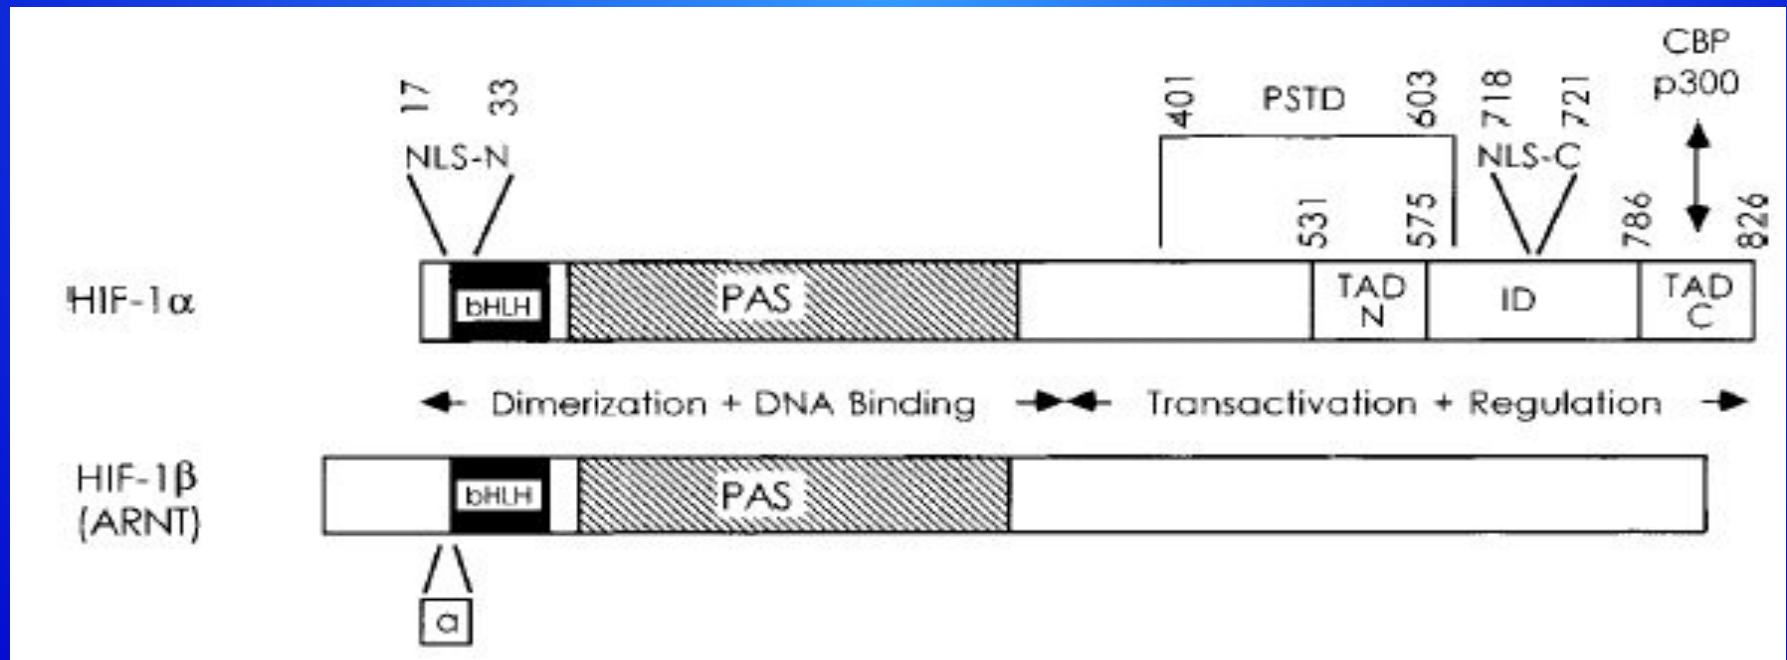 CBP
p300
17
33
401
PSTD
603
718
721
NLS-N
NLS-C
531
575
786
826
HIF-1α
bHLH
PAS
TAD
N
ID
TAD
C
Dimerization + DNA Binding
Transactivation + Regulation
HIF-1β
(ARNT)
bHLH
PAS
a